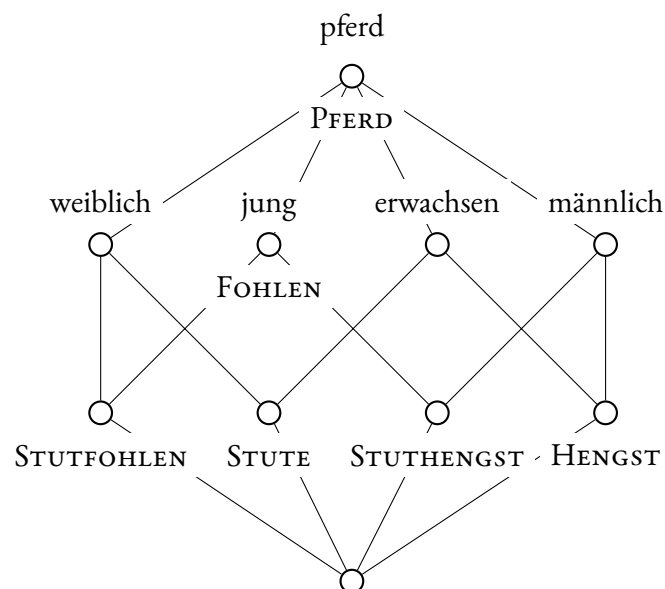 pferd
Pferd
weiblich jung erwachsen männlich
Fohlen
Stutfohlen Stute Stuthengst Hengst